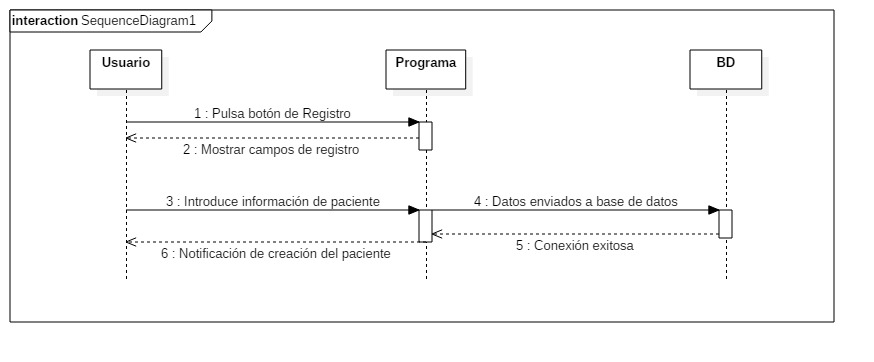 interaction SequenceDiagram1
Usuario
Programa
BD
1 : Pulsa botón de Registro
2 : Mostrar campos de registro
3 : Introduce información de paciente
4 : Datos enviados a base de datos
5 : Conexión exitosa
6 : Notificación de creación del paciente